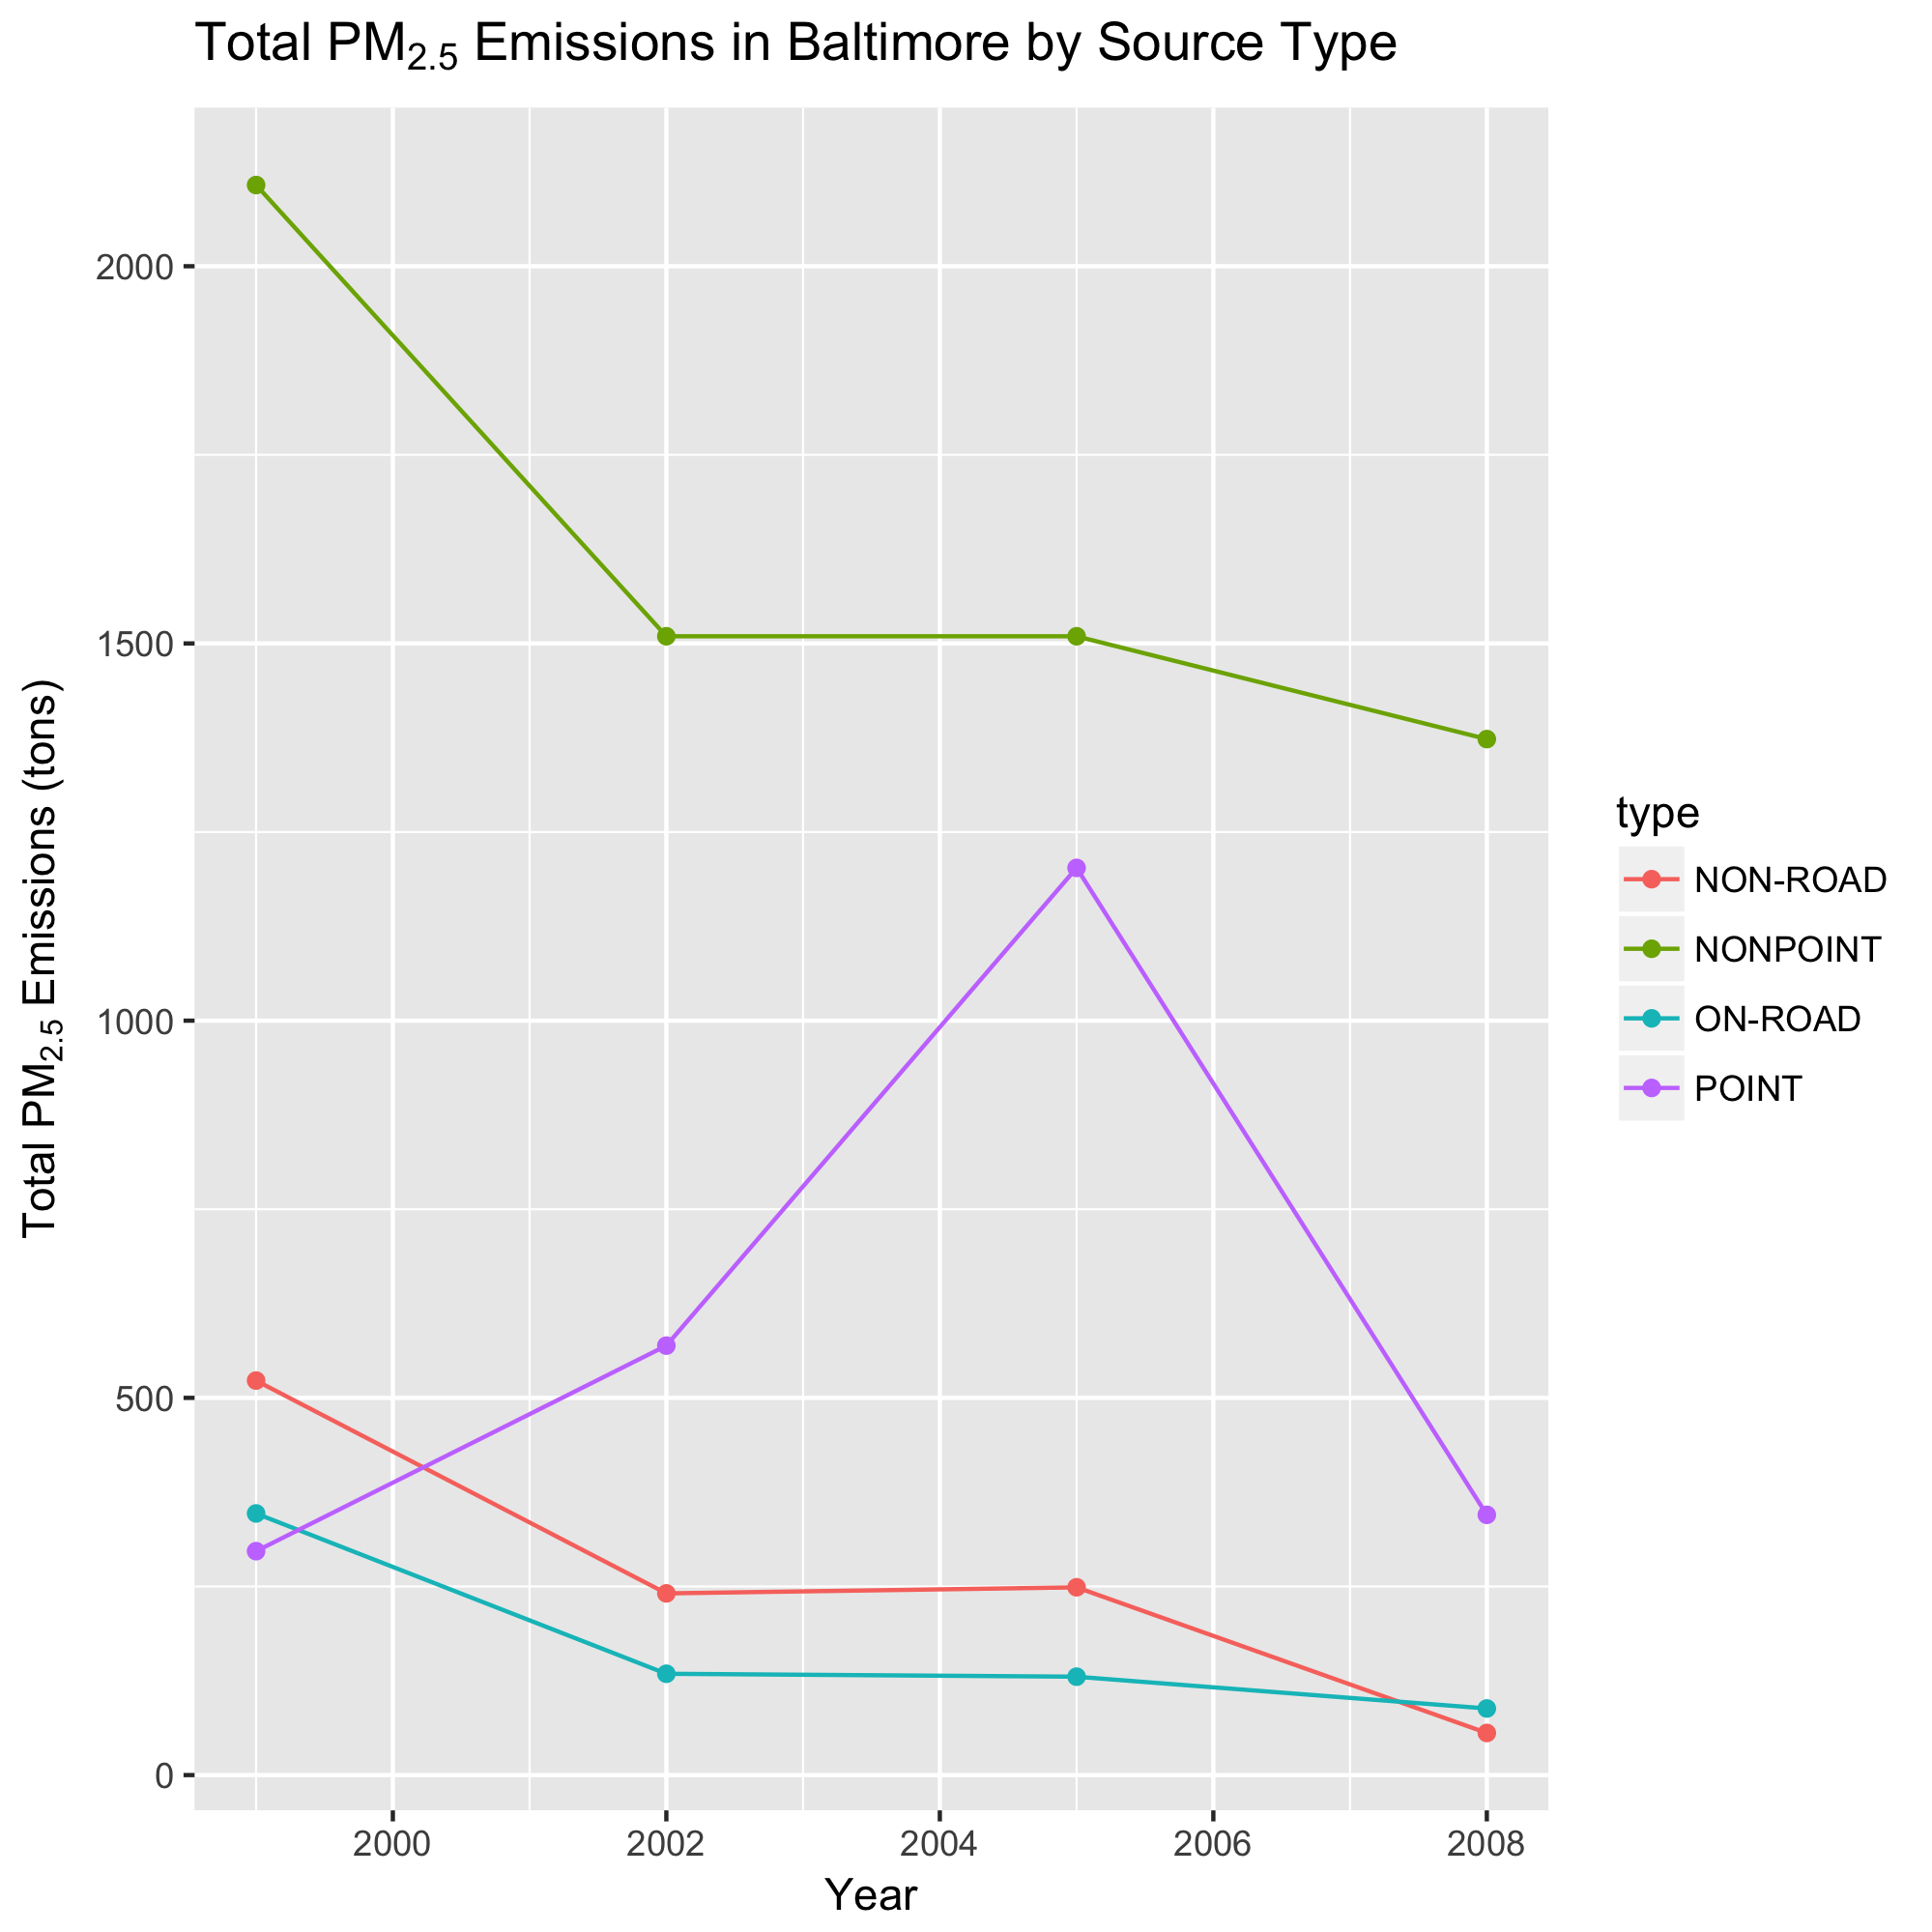 Total PM2.5 Emissions in Baltimore by Source Type
Total PM2.5 Emissions (tons)
2000
1500
1000
500
0
2000 2002 2004 2006 2008
Year
type
NON-ROAD
NONPOINT
ON-ROAD
POINT